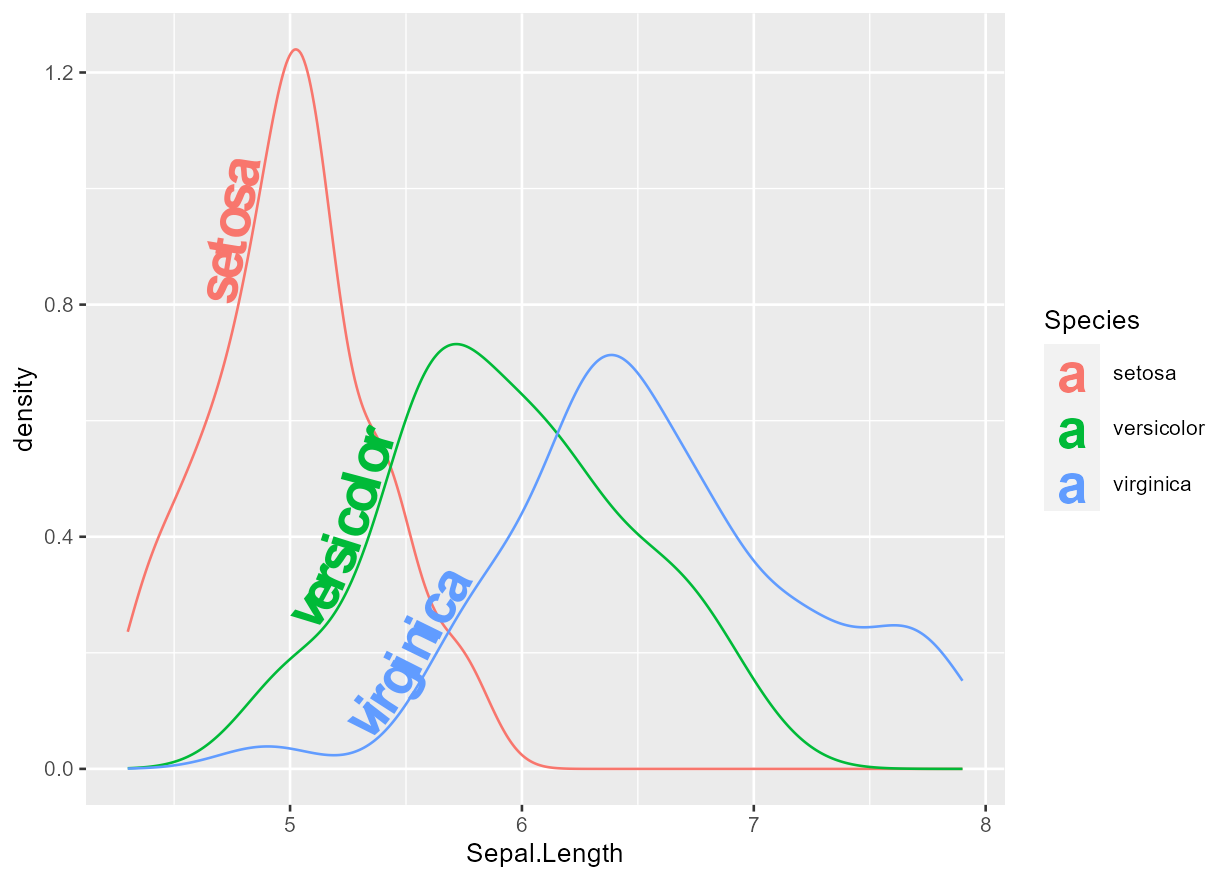 1.2
0.8
0.4
0.0
density
setosa
versicolor
virginica
5
6
7
8
Sepal.Length
Species
a setosa
a versicolor
a virginica